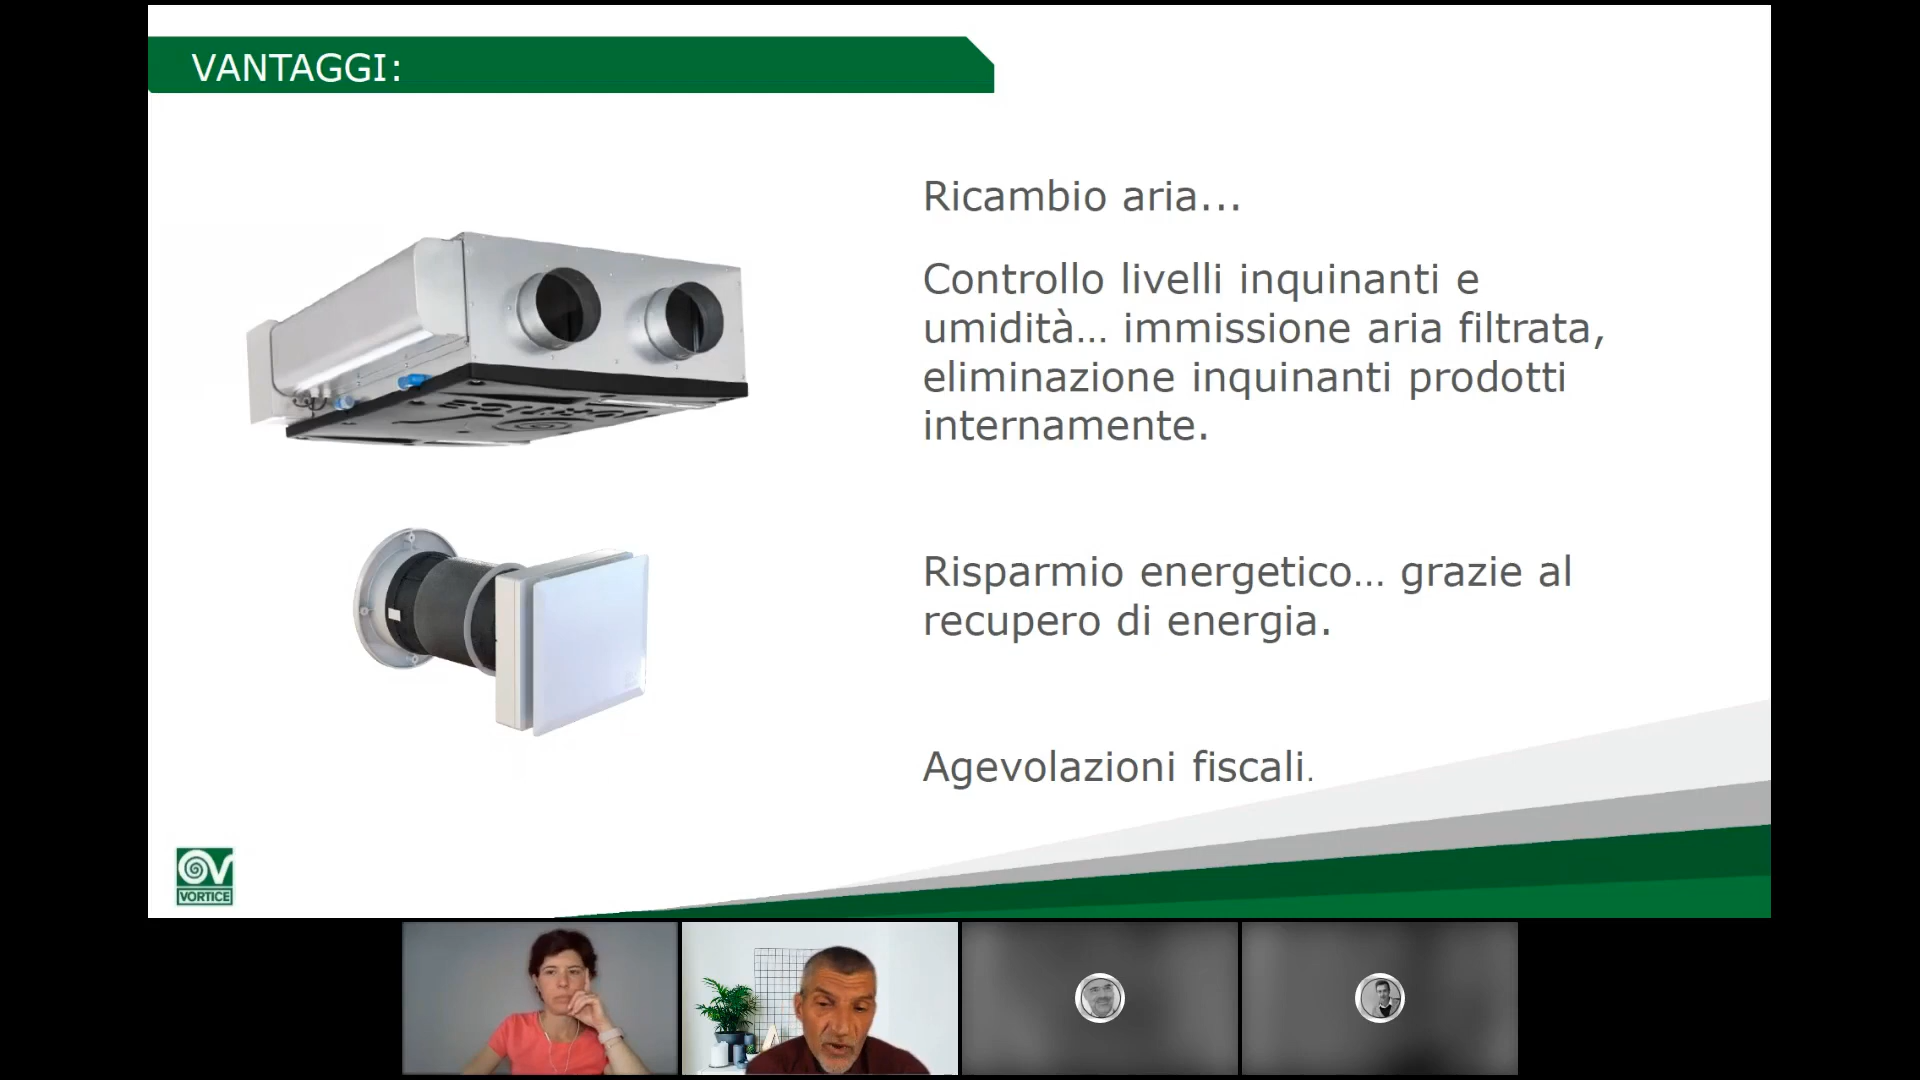 VANTAGGI:
Ricambio aria...
Controllo livelli inquinanti e
umidità... immissione aria filtrata,
eliminazione inquinanti prodotti
internamente.
Risparmio energetico... grazie al
recupero di energia.
Agevolazioni fiscali.
VORTICE